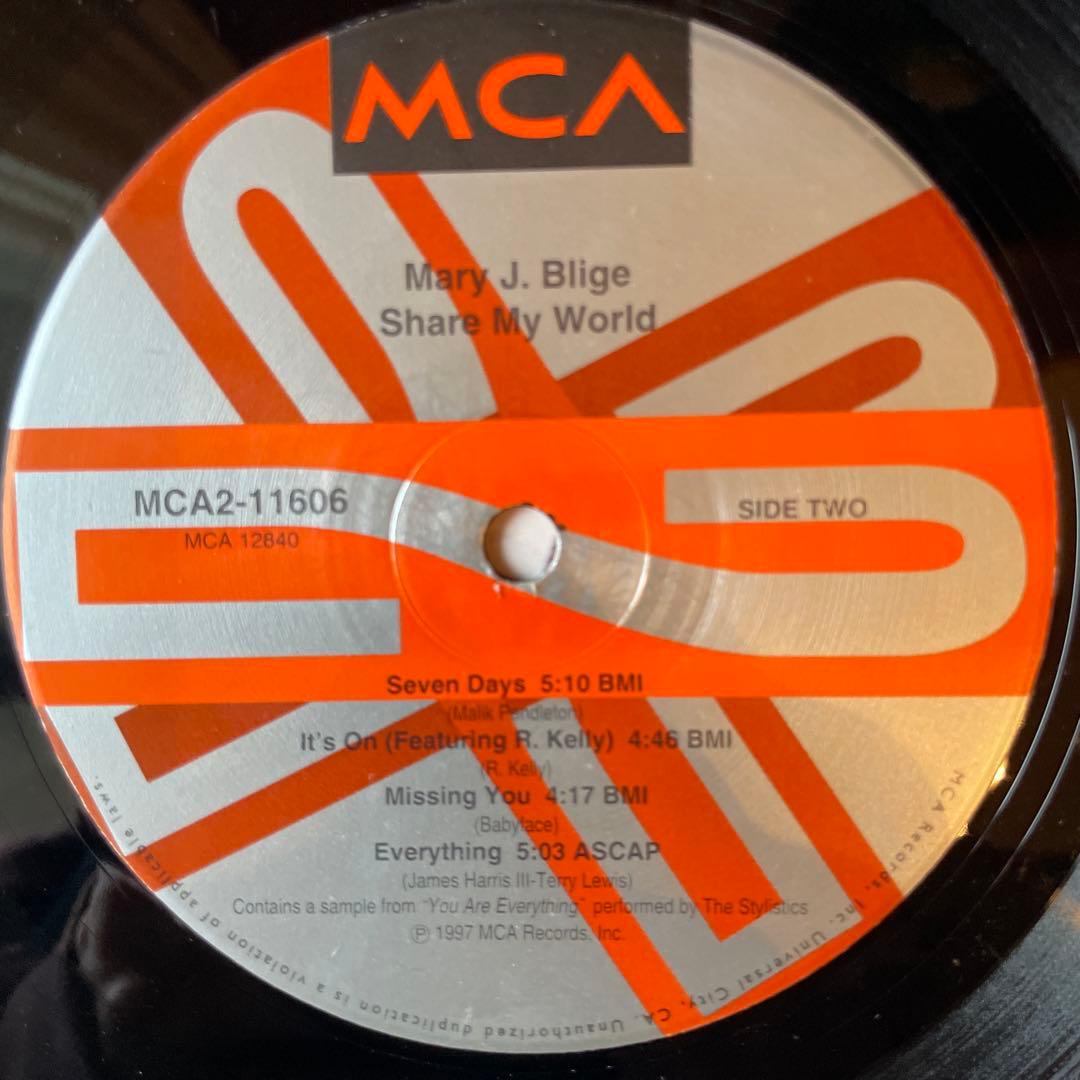 MCA
Mary J. Blige
Share My World
MCA2-11606
MCA 12840
SIDE TWO
Seven Days 5:10 BMI
(Malik Pendleton)
It's On (Featuring R. Kelly) 4:46 BMI
(R. Kelly)
Missing You 4:17 BMI
(Babyface)
Everything 5:03 ASCAP
(James Harris III-Terry Lewis)
Contains a sample from "You Are Everything" performed by The Stylistics
℗ 1997 MCA Records, Inc.
MCA Records, Inc. Universal City, CA. Unauthorized duplication is a violation of applicable laws.